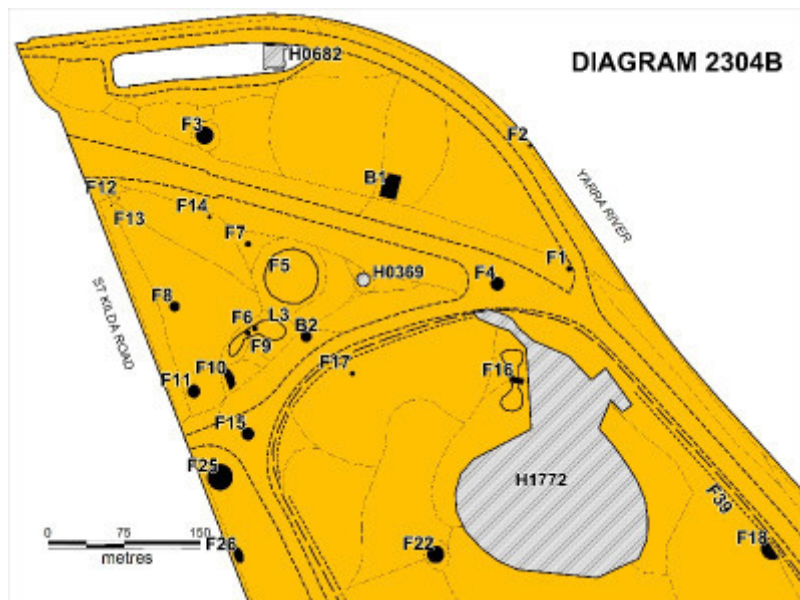 DIAGRAM 2304B
H0682
F3
F2
B1
YARRA RIVER
F12
F13
F14
F7
F5
H0369
F4
F1
ST KILDA ROAD
F8
F6
L3
F9
B2
F10
F11
F17
F16
F15
F25
H1772
F39
0 75 150
metres
F26
F22
F18